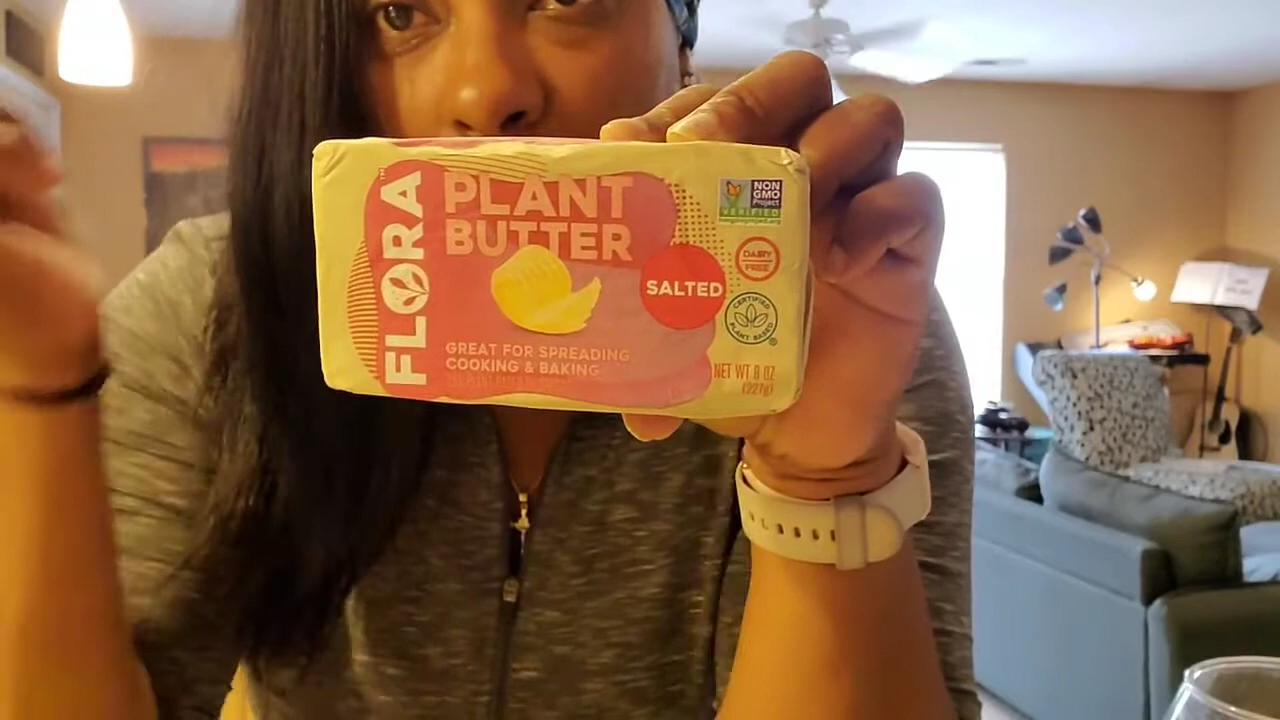 FLORA™
PLANT
BUTTER
SALTED
GREAT FOR SPREADING
COOKING & BAKING
NON
GMO
Project
VERIFIED
DAIRY
FREE
CERTIFIED
PLANT BASED
NET WT 8 OZ
(227g)